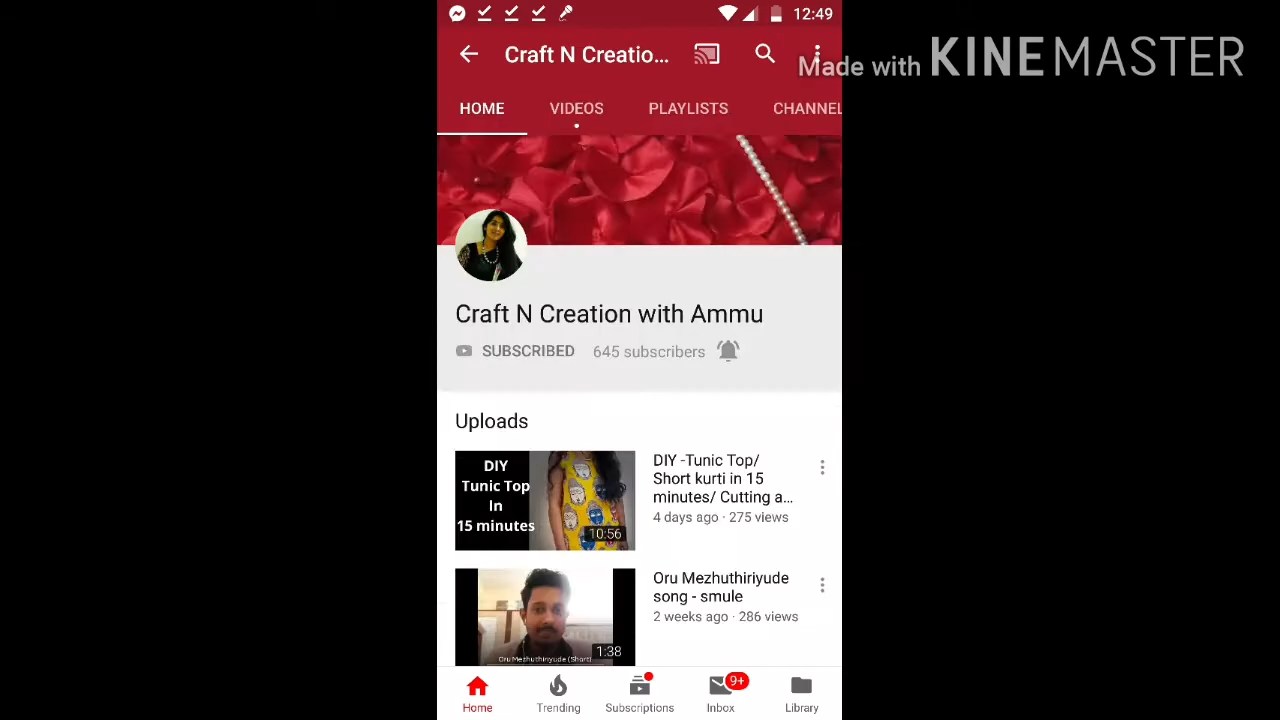 12:49
Craft N Creatio...
Made with KINEMASTER
HOME VIDEOS PLAYLISTS CHANNEL
Craft N Creation with Ammu
SUBSCRIBED 645 subscribers
Uploads
DIY
Tunic Top
In
15 minutes
10:56
DIY -Tunic Top/
Short kurti in 15
minutes/ Cutting a...
4 days ago · 275 views
Oru Mezhuthiriyude (Short)
1:38
Oru Mezhuthiriyude
song - smule
2 weeks ago · 286 views
9+
Home Trending Subscriptions Inbox Library